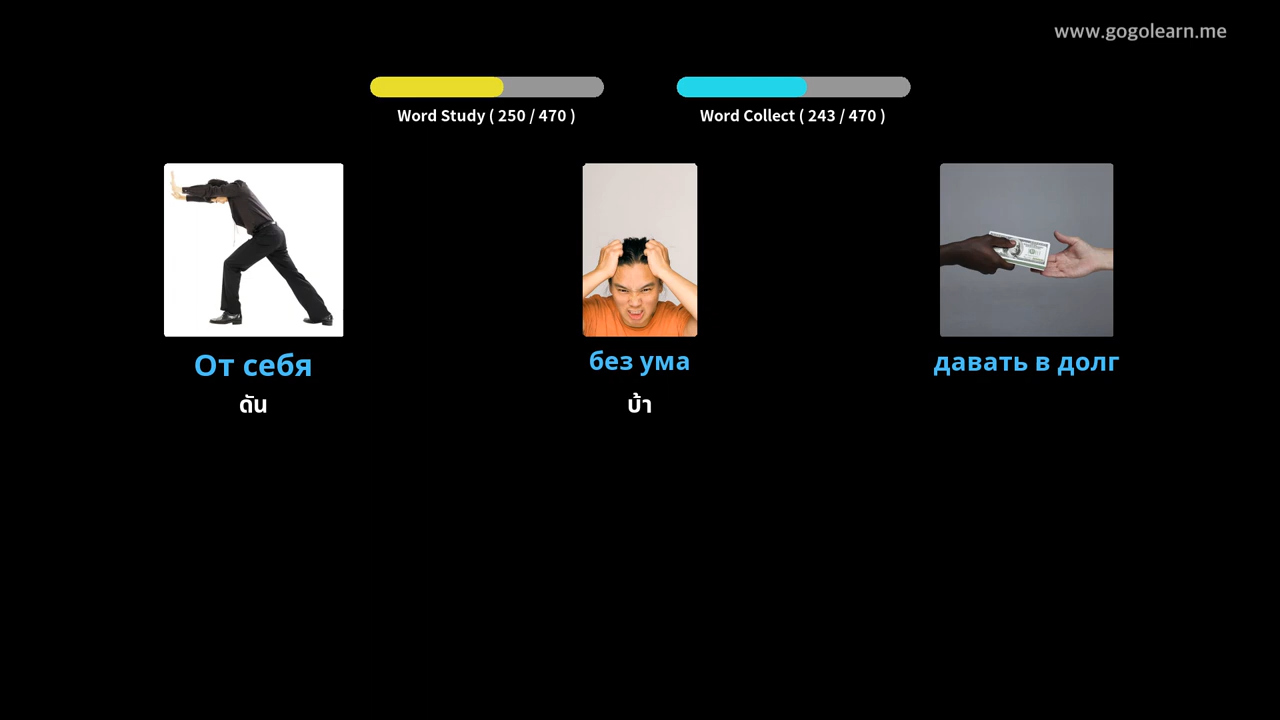 www.gogolearn.me
Word Study ( 250 / 470 )
Word Collect ( 243 / 470 )
От себя
без ума
давать в долг
ดัน
บ้า